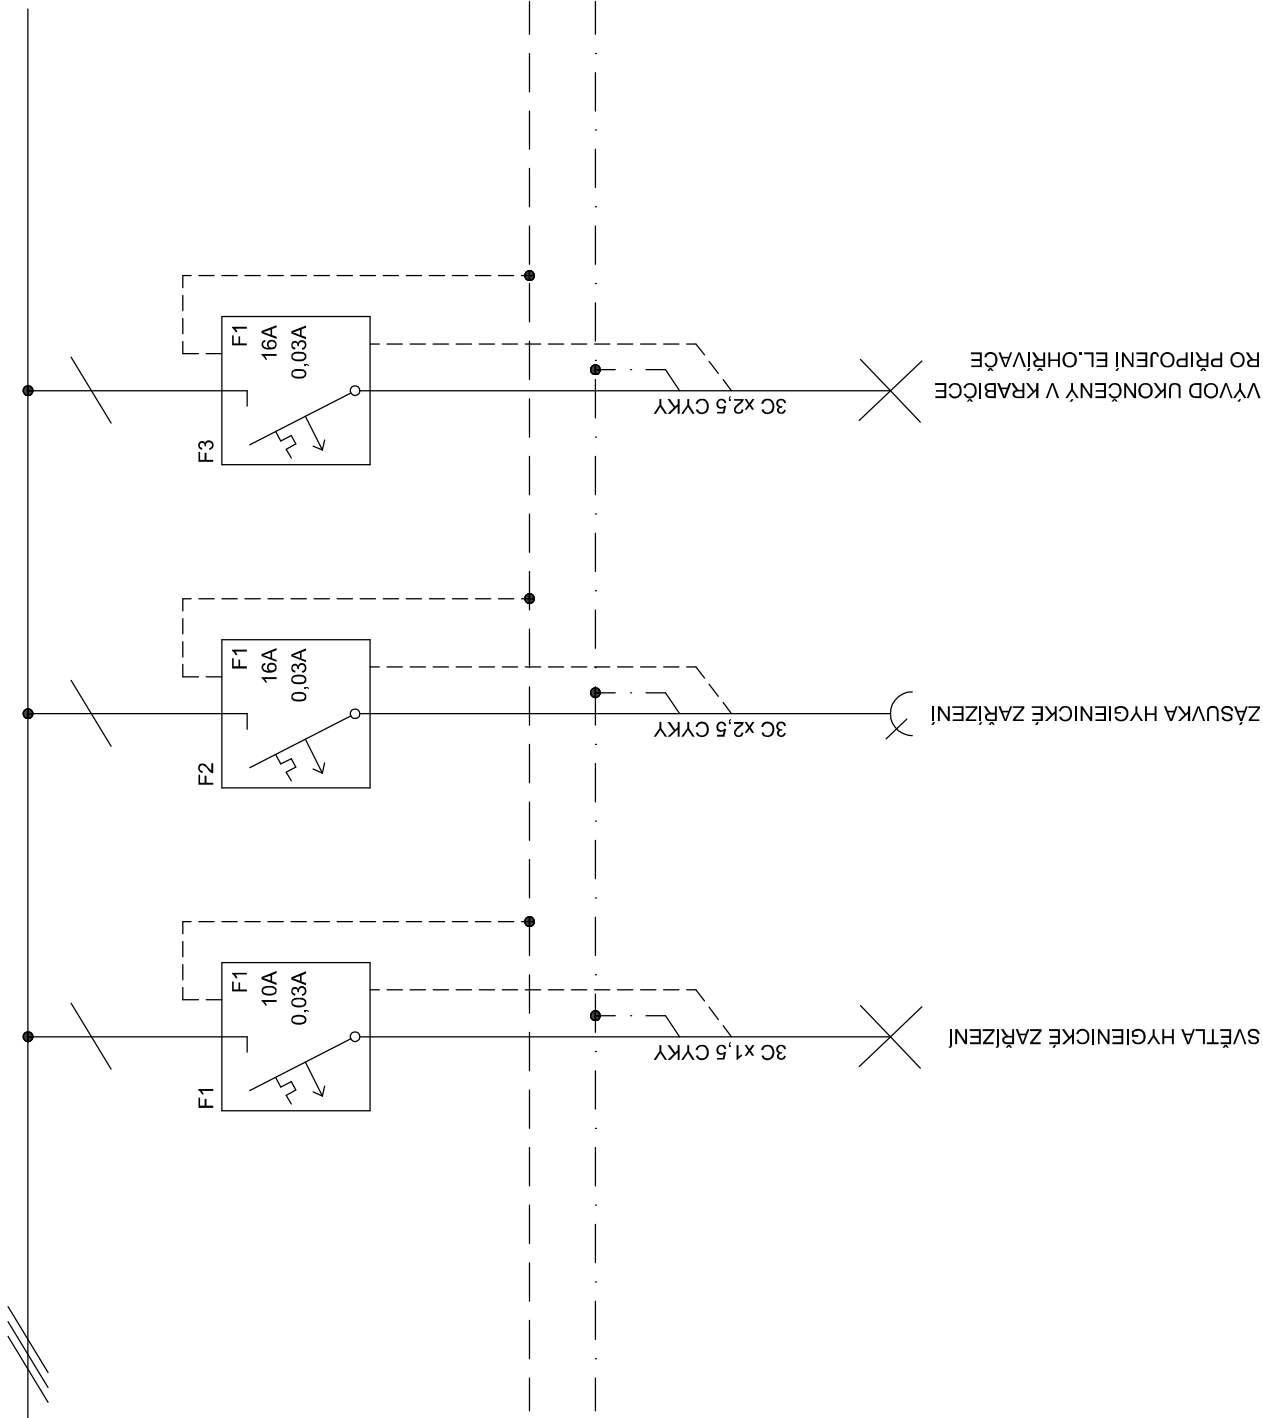 F3
F1
16A
0,03A
3C x2,5 CYKY
VÝVOD UKONČENÝ V KRABIČCE
RO PŘIPOJENÍ EL.OHŘÍVAČE
F2
F1
16A
0,03A
3C x2,5 CYKY
ZÁSUVKA HYGIENICKÉ ZAŘÍZENÍ
F1
F1
10A
0,03A
3C x1,5 CYKY
SVĚTLA HYGIENICKÉ ZAŘÍZENÍ